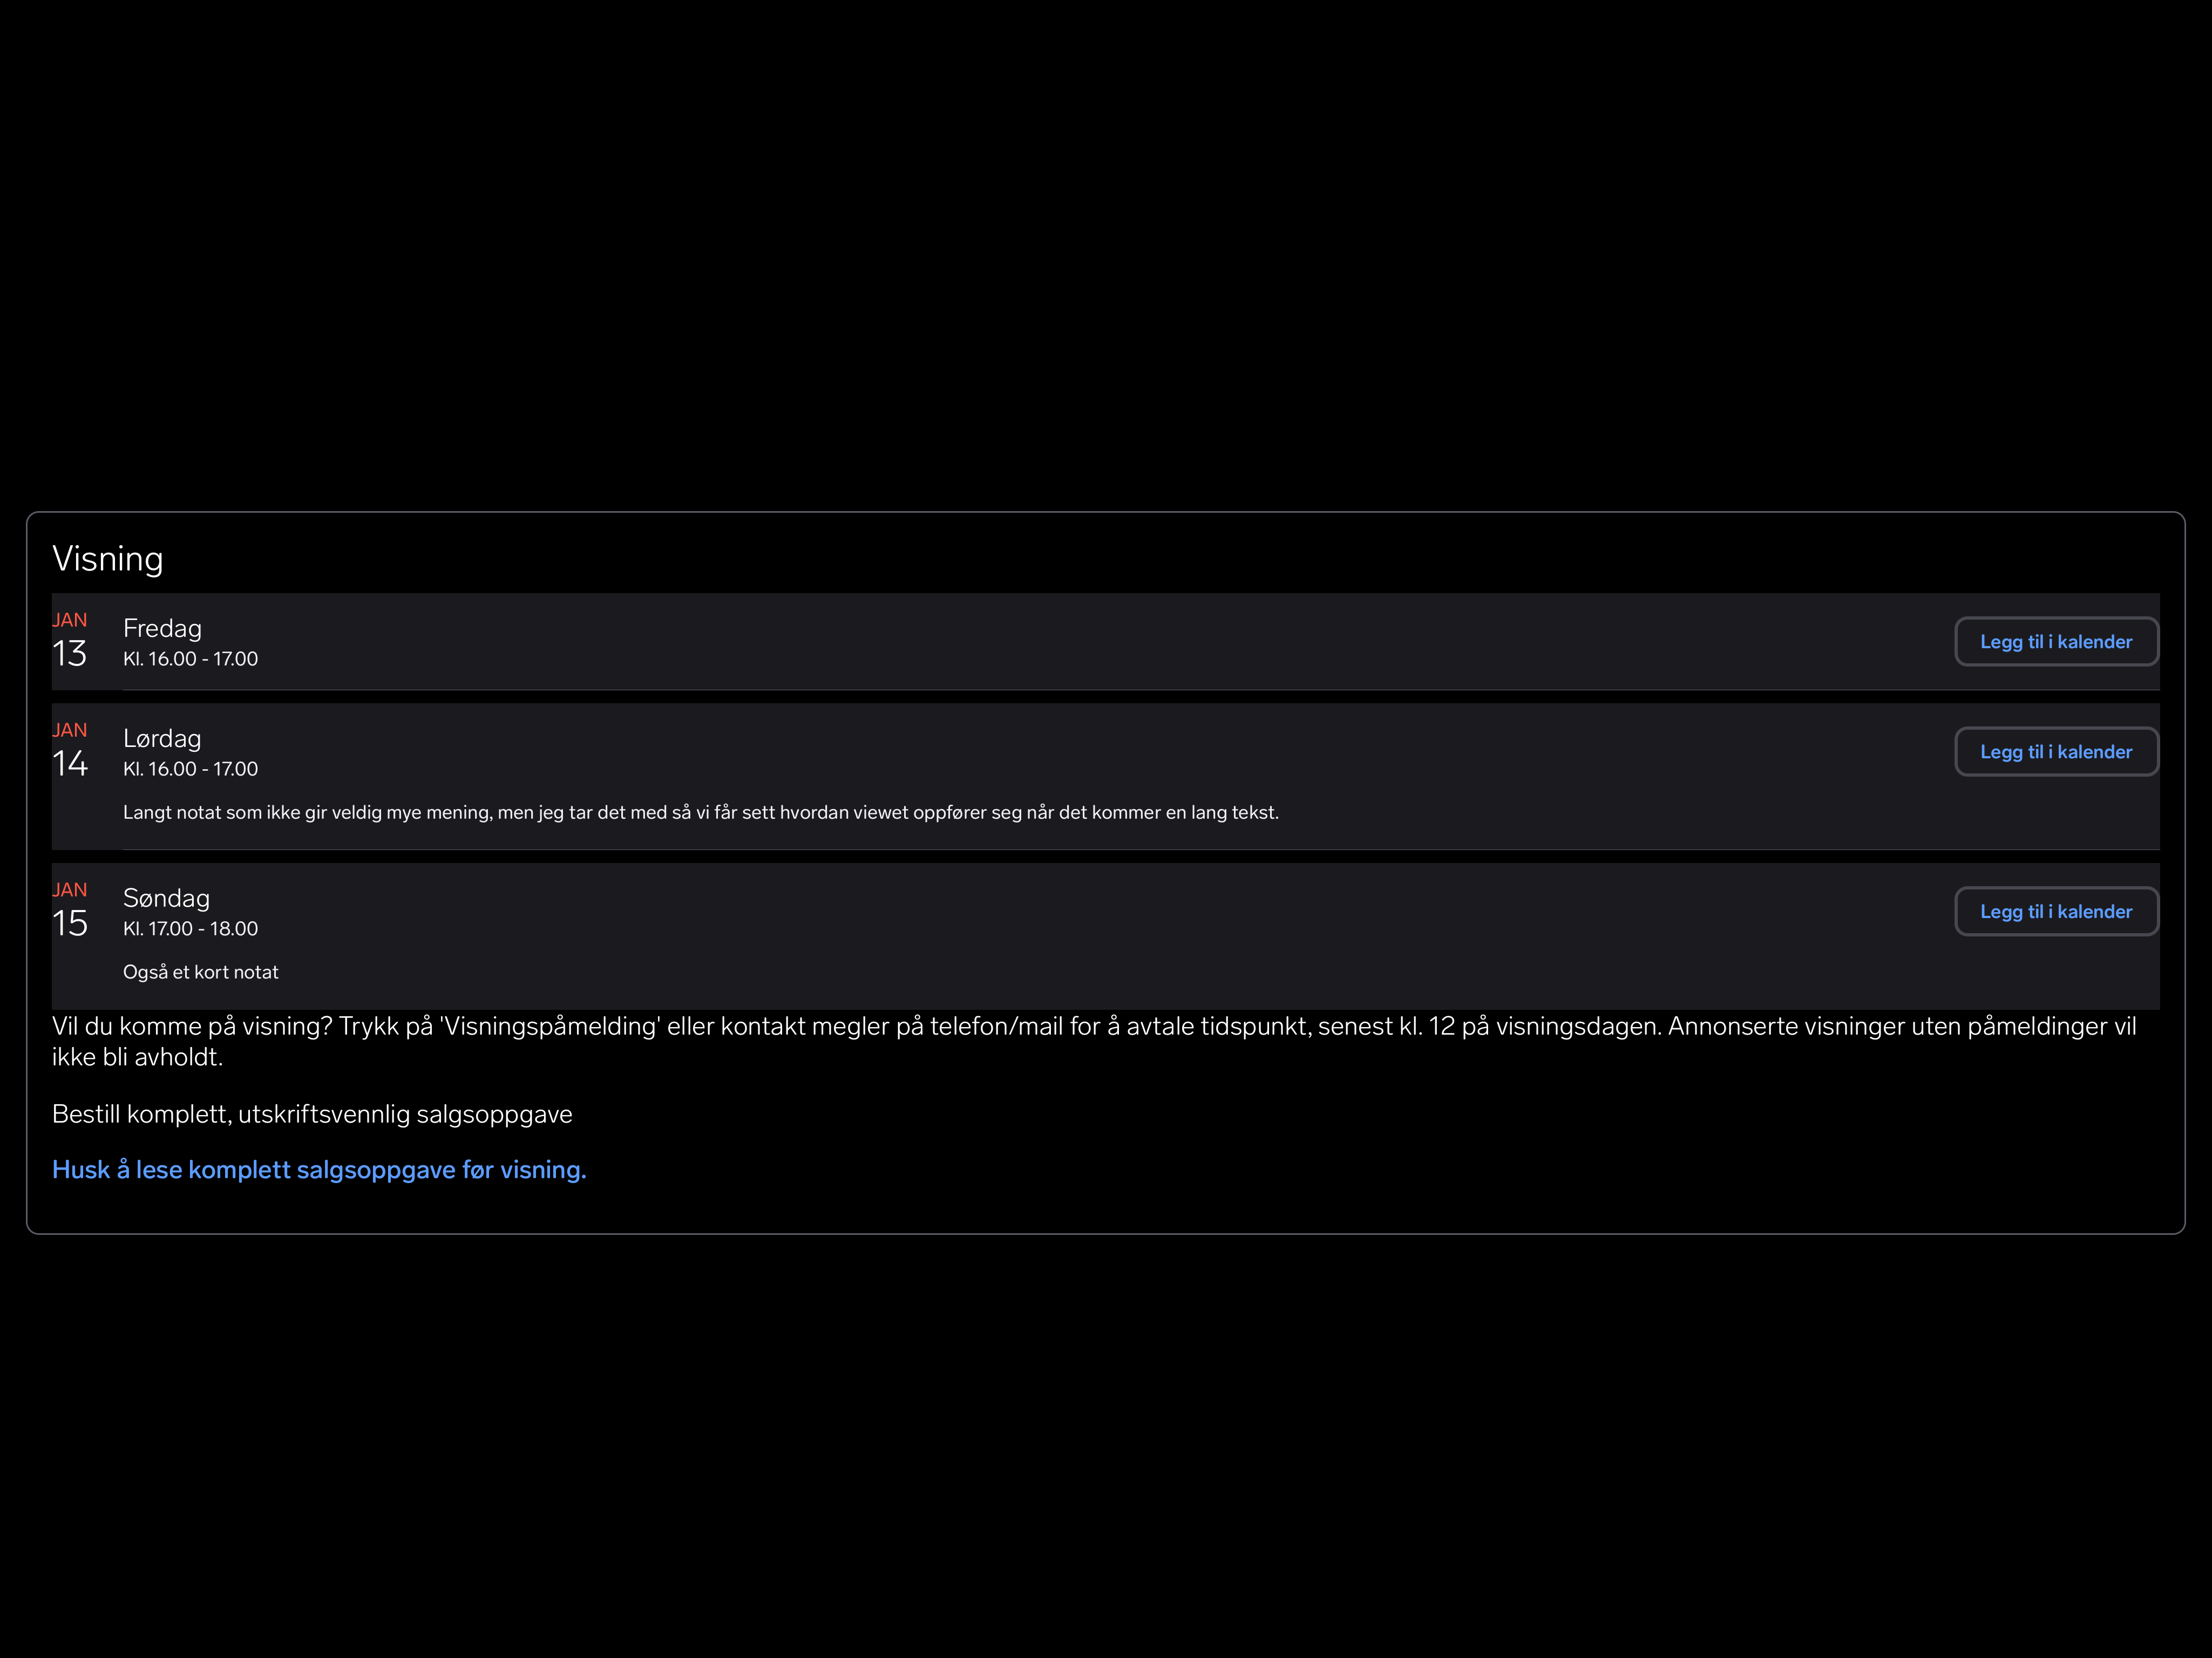 Visning
JAN
13
Fredag
Kl. 16.00 - 17.00
Legg til i kalender
JAN
14
Lørdag
Kl. 16.00 - 17.00
Legg til i kalender
Langt notat som ikke gir veldig mye mening, men jeg tar det med så vi får sett hvordan viewet oppfører seg når det kommer en lang tekst.
JAN
15
Søndag
Kl. 17.00 - 18.00
Legg til i kalender
Også et kort notat
Vil du komme på visning? Trykk på 'Visningspåmelding' eller kontakt megler på telefon/mail for å avtale tidspunkt, senest kl. 12 på visningsdagen. Annonserte visninger uten påmeldinger vil
ikke bli avholdt.
Bestill komplett, utskriftsvennlig salgsoppgave
Husk å lese komplett salgsoppgave før visning.